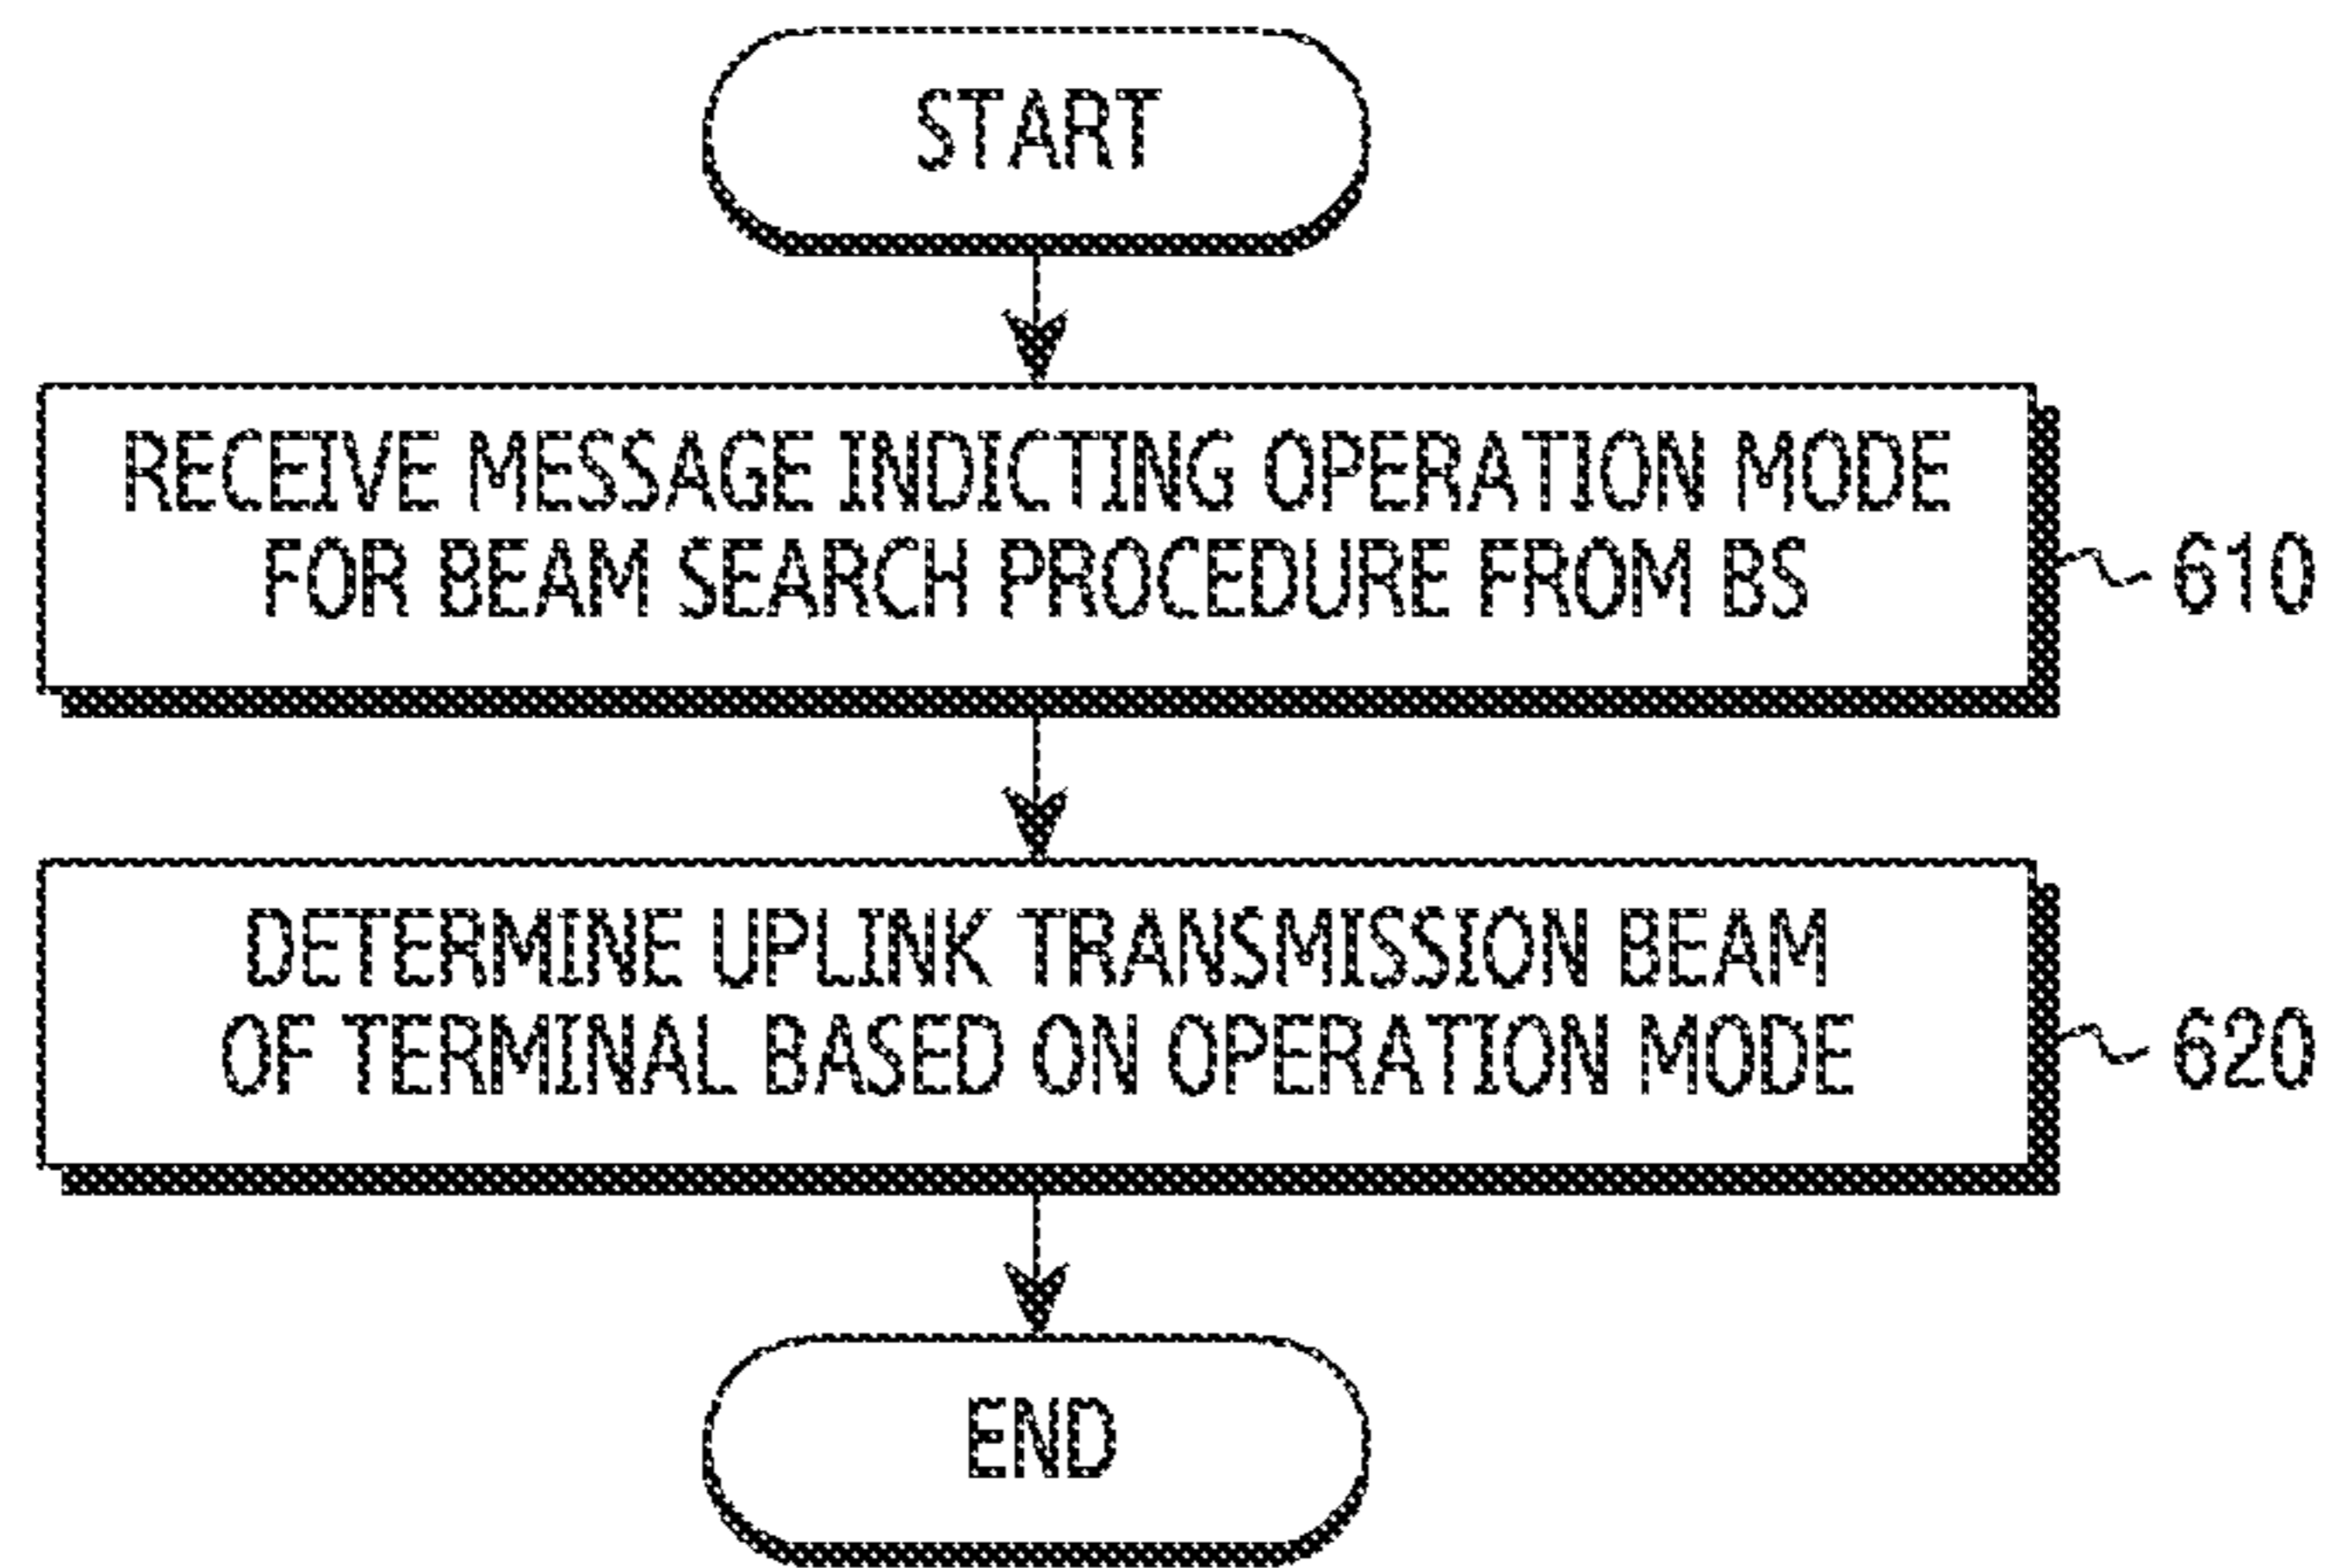 START
RECEIVE MESSAGE INDICTING OPERATION MODE
FOR BEAM SEARCH PROCEDURE FROM BS
610
DETERMINE UPLINK TRANSMISSION BEAM
OF TERMINAL BASED ON OPERATION MODE
620
END